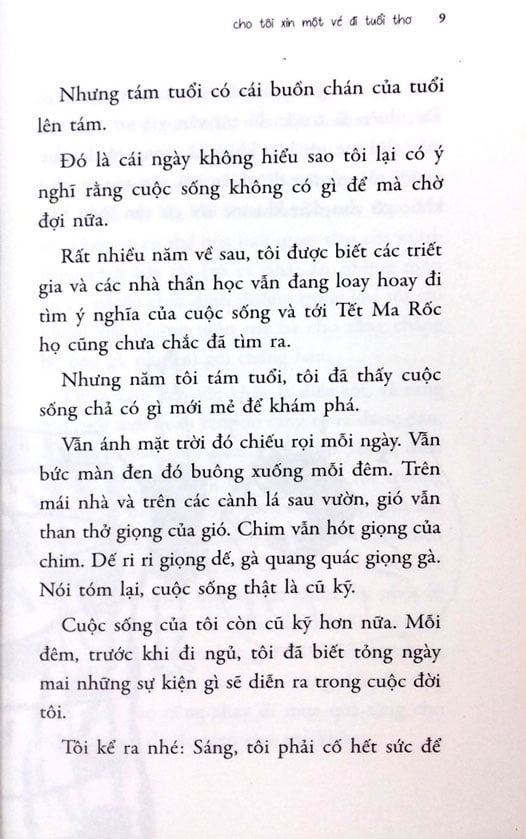 cho tôi xin một vé đi tuổi thơ 9
Nhưng tám tuổi có cái buồn chán của tuổi
lên tám.
Đó là cái ngày không hiểu sao tôi lại có ý
nghĩ rằng cuộc sống không có gì để mà chờ
đợi nữa.
Rất nhiều năm về sau, tôi được biết các triết
gia và các nhà thần học vẫn đang loay hoay đi
tìm ý nghĩa của cuộc sống và tới Tết Ma Rốc
họ cũng chưa chắc đã tìm ra.
Nhưng năm tôi tám tuổi, tôi đã thấy cuộc
sống chả có gì mới mẻ để khám phá.
Vẫn ánh mặt trời đó chiếu rọi mỗi ngày. Vẫn
bức màn đen đó buông xuống mỗi đêm. Trên
mái nhà và trên các cành lá sau vườn, gió vẫn
than thở giọng của gió. Chim vẫn hót giọng của
chim. Dế ri ri giọng dế, gà quang quác giọng gà.
Nói tóm lại, cuộc sống thật là cũ kỹ.
Cuộc sống của tôi còn cũ kỹ hơn nữa. Mỗi
đêm, trước khi đi ngủ, tôi đã biết tỏng ngày
mai những sự kiện gì sẽ diễn ra trong cuộc đời
tôi.
Tôi kể ra nhé: Sáng, tôi phải cố hết sức để